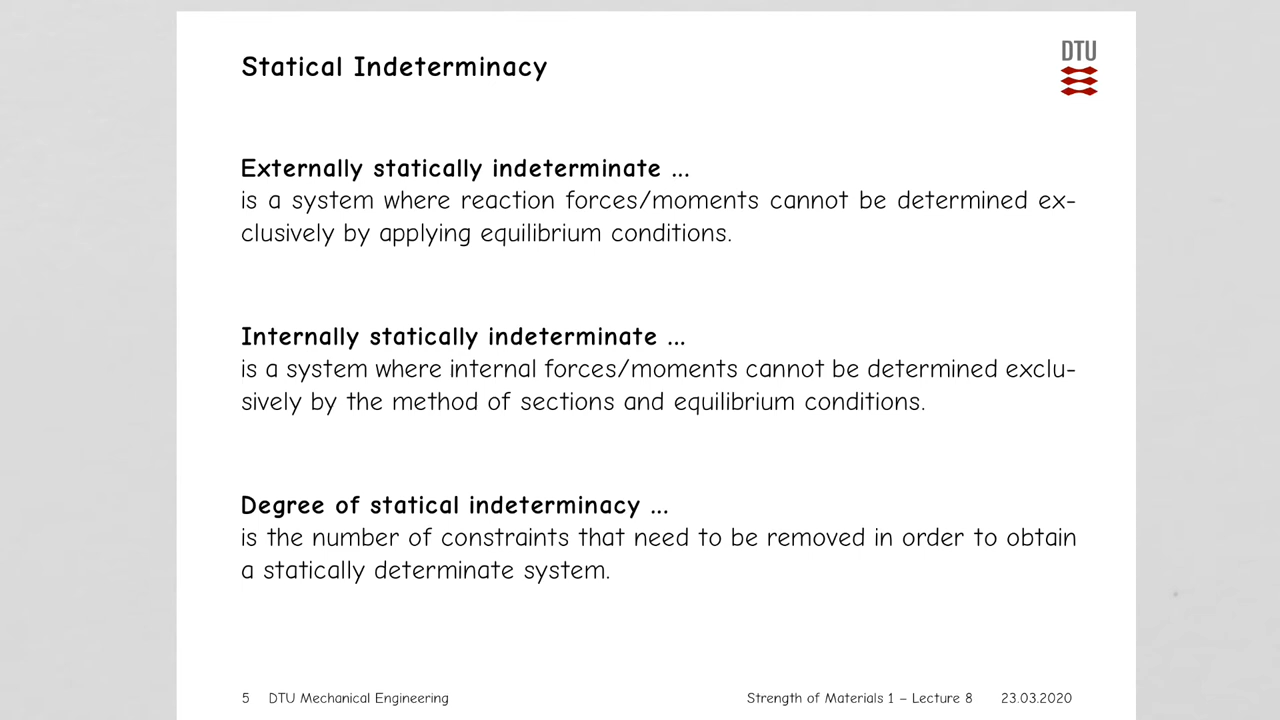 Statical Indeterminacy
DTU
Externally statically indeterminate ...
is a system where reaction forces/moments cannot be determined ex-
clusively by applying equilibrium conditions.
Internally statically indeterminate ...
is a system where internal forces/moments cannot be determined exclu-
sively by the method of sections and equilibrium conditions.
Degree of statical indeterminacy ...
is the number of constraints that need to be removed in order to obtain
a statically determinate system.
5 DTU Mechanical Engineering Strength of Materials 1 – Lecture 8 23.03.2020